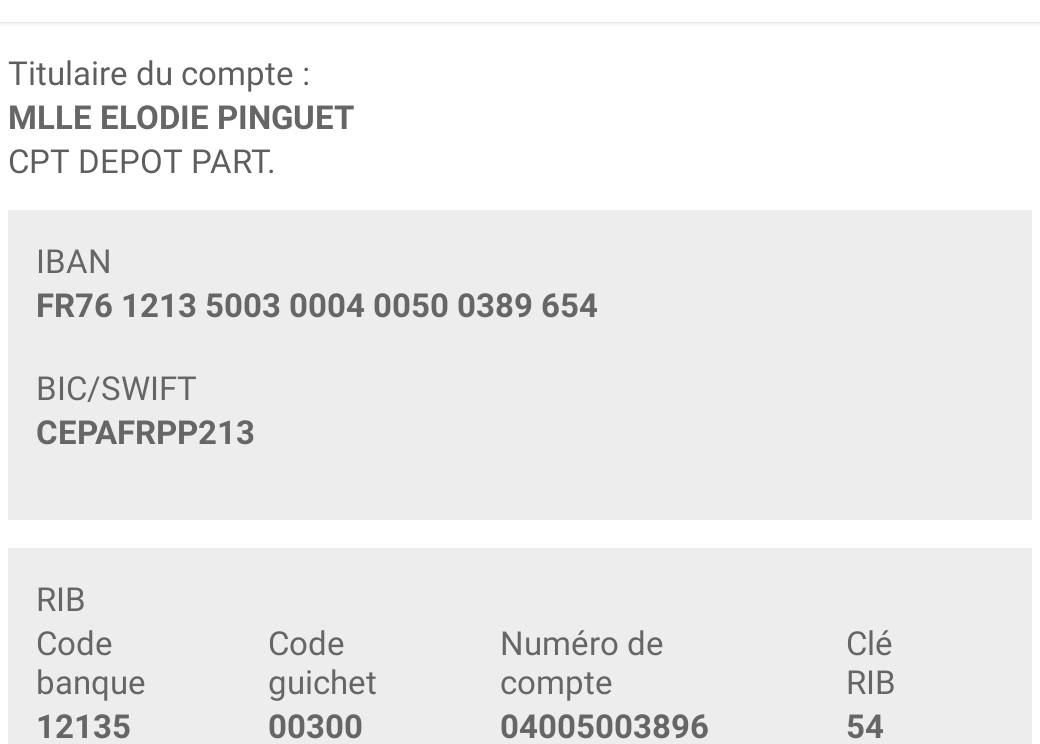 Titulaire du compte :
MLLE ELODIE PINGUET
CPT DEPOT PART.
IBAN
FR76 1213 5003 0004 0050 0389 654
BIC/SWIFT
CEPAFRPP213
RIB
Code banque
Code guichet
Numéro de compte
Clé RIB
12135 00300 04005003896 54